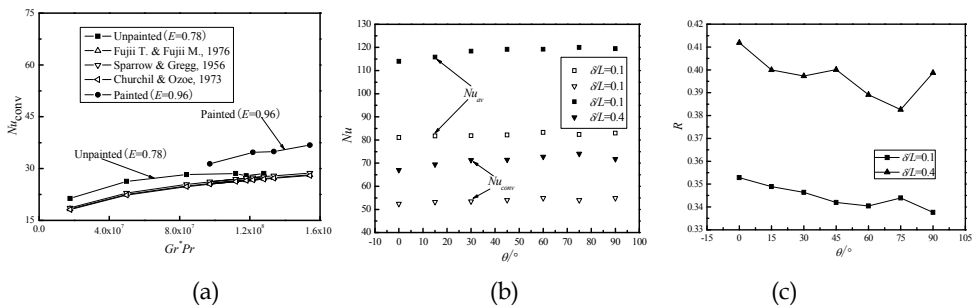 75
60
45
30
15
Nu_conv
Unpainted (E=0.78)
Fujii T. & Fujii M., 1976
Sparrow & Gregg, 1956
Churchil & Ozoe, 1973
Painted (E=0.96)
Painted (E=0.96)
Unpainted (E=0.78)
0.0 4.0x10^7 8.0x10^7 1.2x10^8 1.6x10
Gr*Pr
(a)
130
120
110
100
90
80
70
60
50
40
Nu
δ/L=0.1
δ/L=0.1
δ/L=0.1
δ/L=0.4
Nu_av
Nu_conv
-10 0 10 20 30 40 50 60 70 80 90 100
θ/°
(b)
0.42
0.41
0.40
0.39
0.38
0.37
0.36
0.35
0.34
0.33
R
δ/L=0.1
δ/L=0.4
-15 0 15 30 45 60 75 90 105
θ/°
(c)